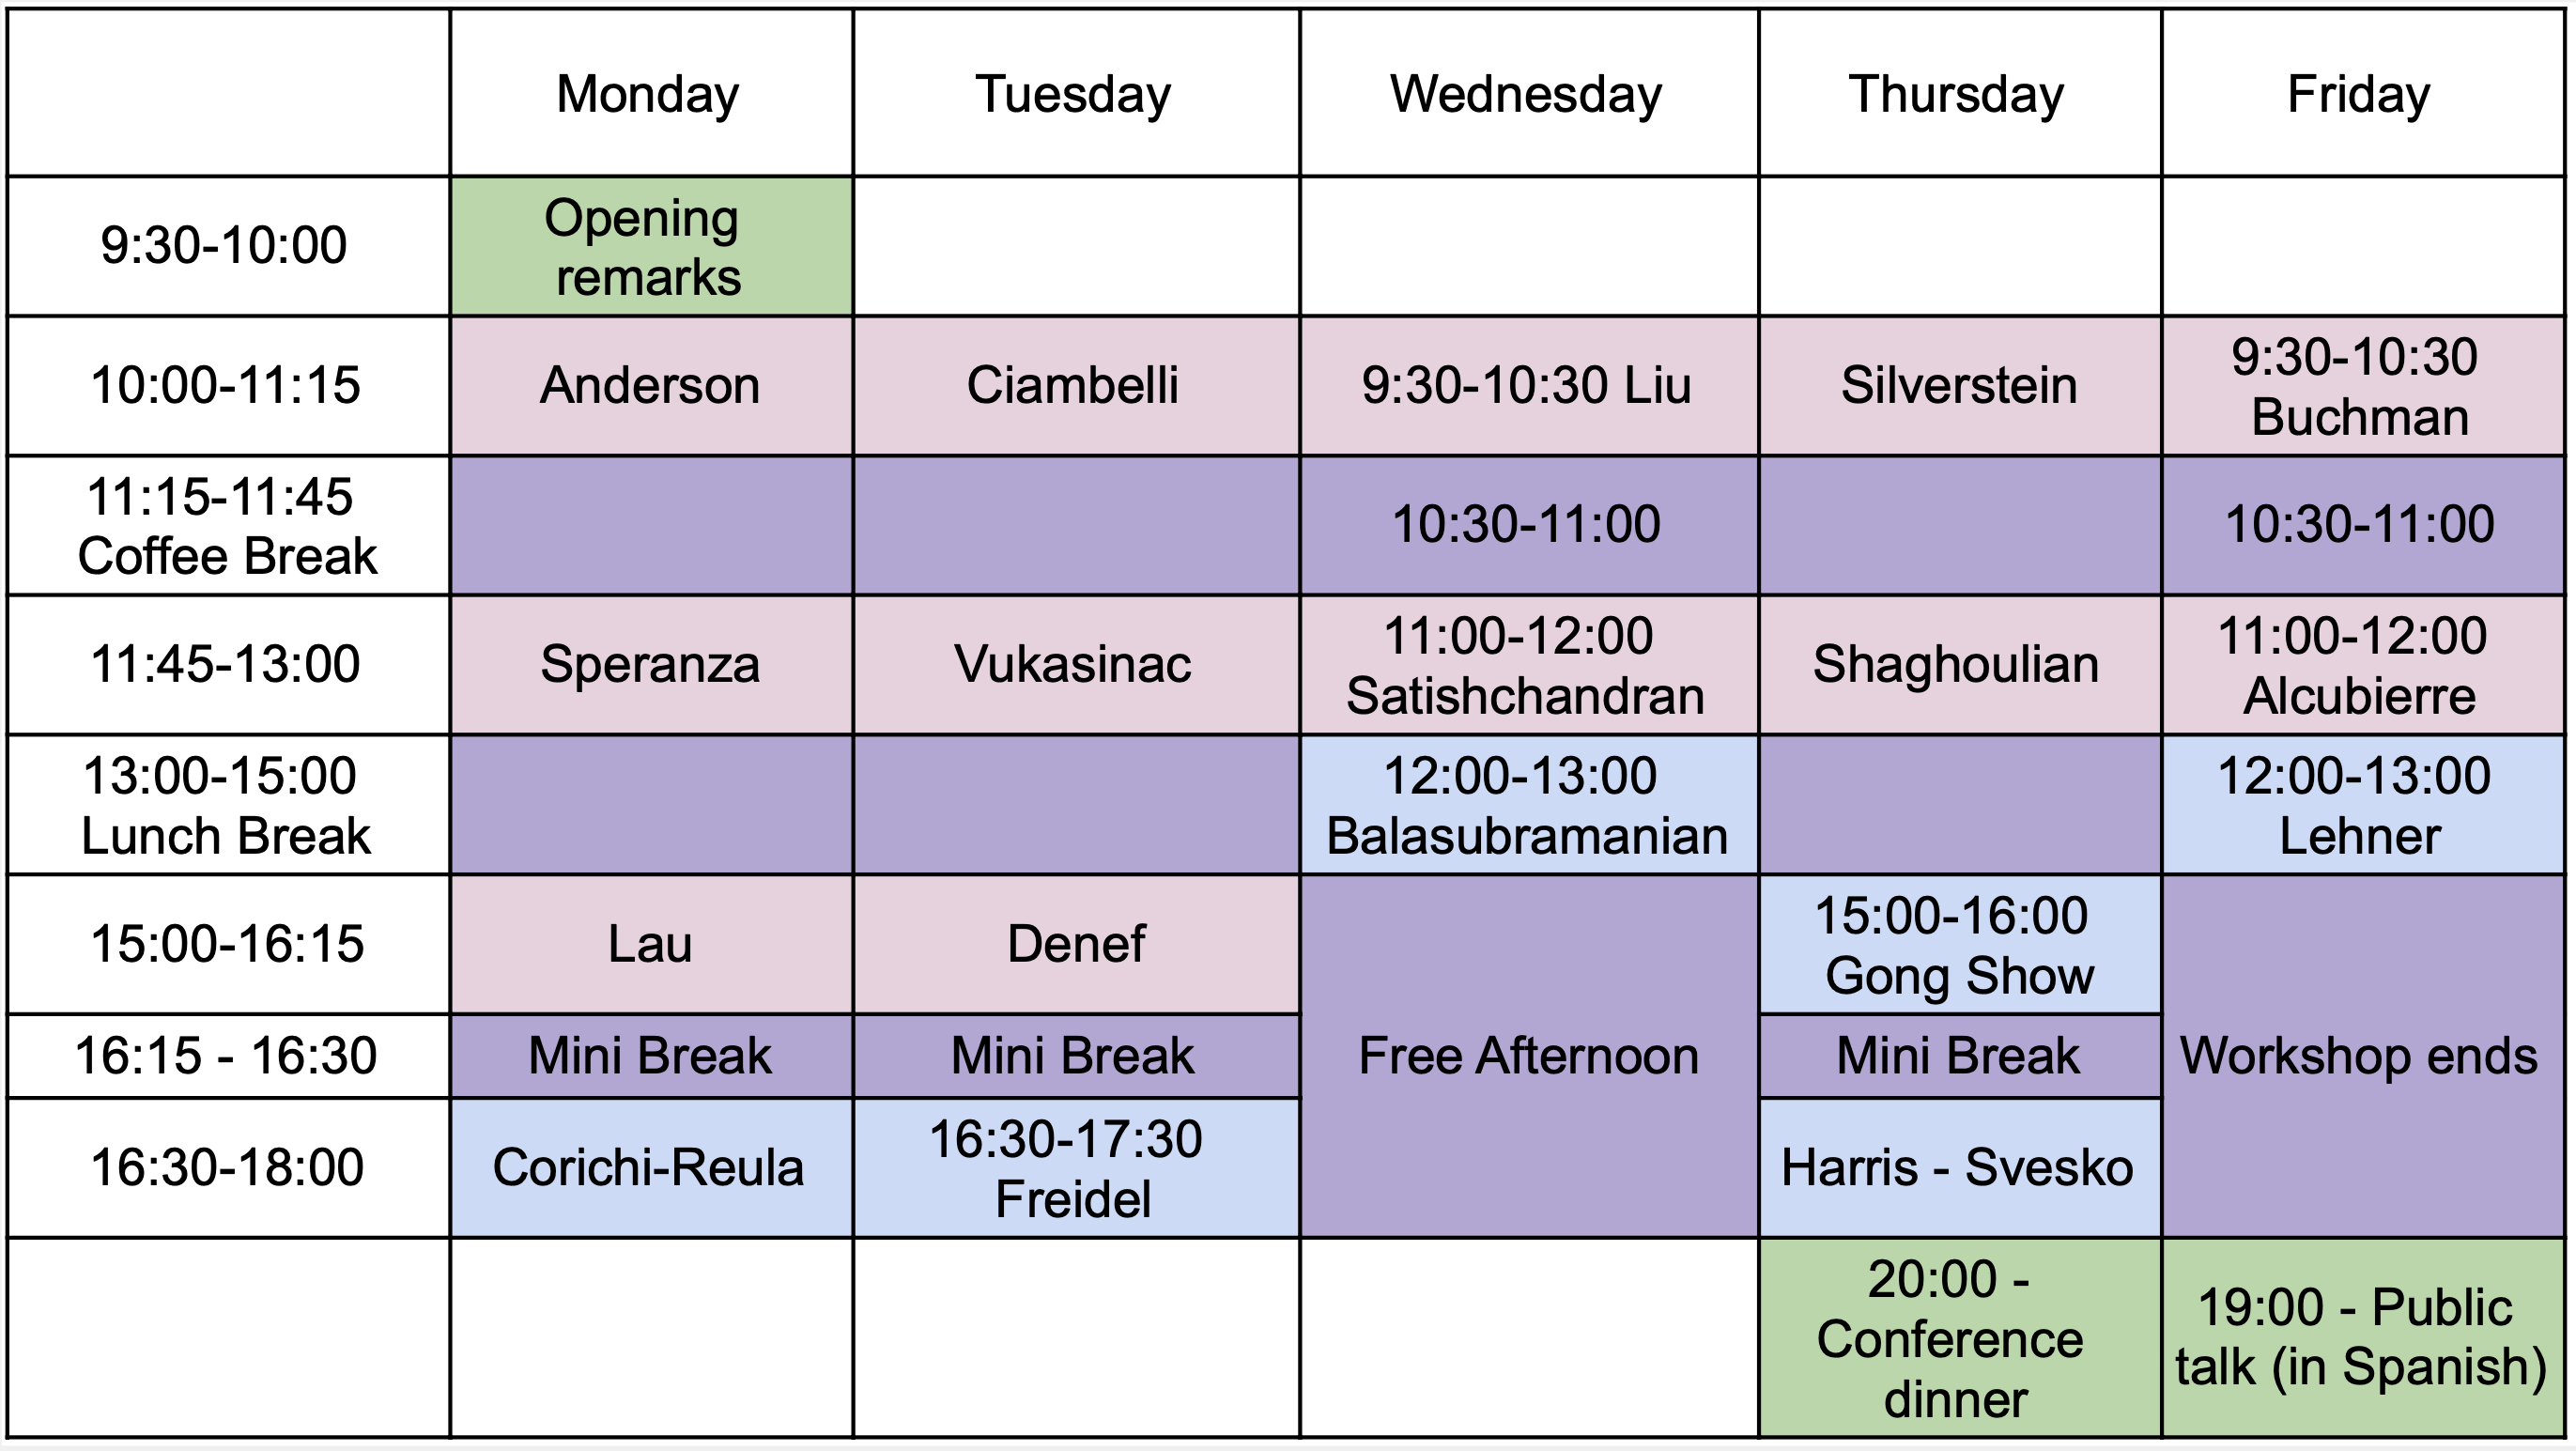 Monday Tuesday Wednesday Thursday Friday
9:30-10:00
Opening
remarks
10:00-11:15
Anderson
Ciambelli
9:30-10:30 Liu
Silverstein
9:30-10:30
Buchman
11:15-11:45
Coffee Break
10:30-11:00
10:30-11:00
11:45-13:00
Speranza
Vukasinac
11:00-12:00
Satishchandran
Shaghoulian
11:00-12:00
Alcubierre
13:00-15:00
Lunch Break
12:00-13:00
Balasubramanian
12:00-13:00
Lehner
15:00-16:15
Lau
Denef
15:00-16:00
Gong Show
16:15 - 16:30
Mini Break
Mini Break
Free Afternoon
Mini Break
Workshop ends
16:30-18:00
Corichi-Reula
16:30-17:30
Freidel
Harris - Svesko
20:00 -
Conference
dinner
19:00 - Public
talk (in Spanish)